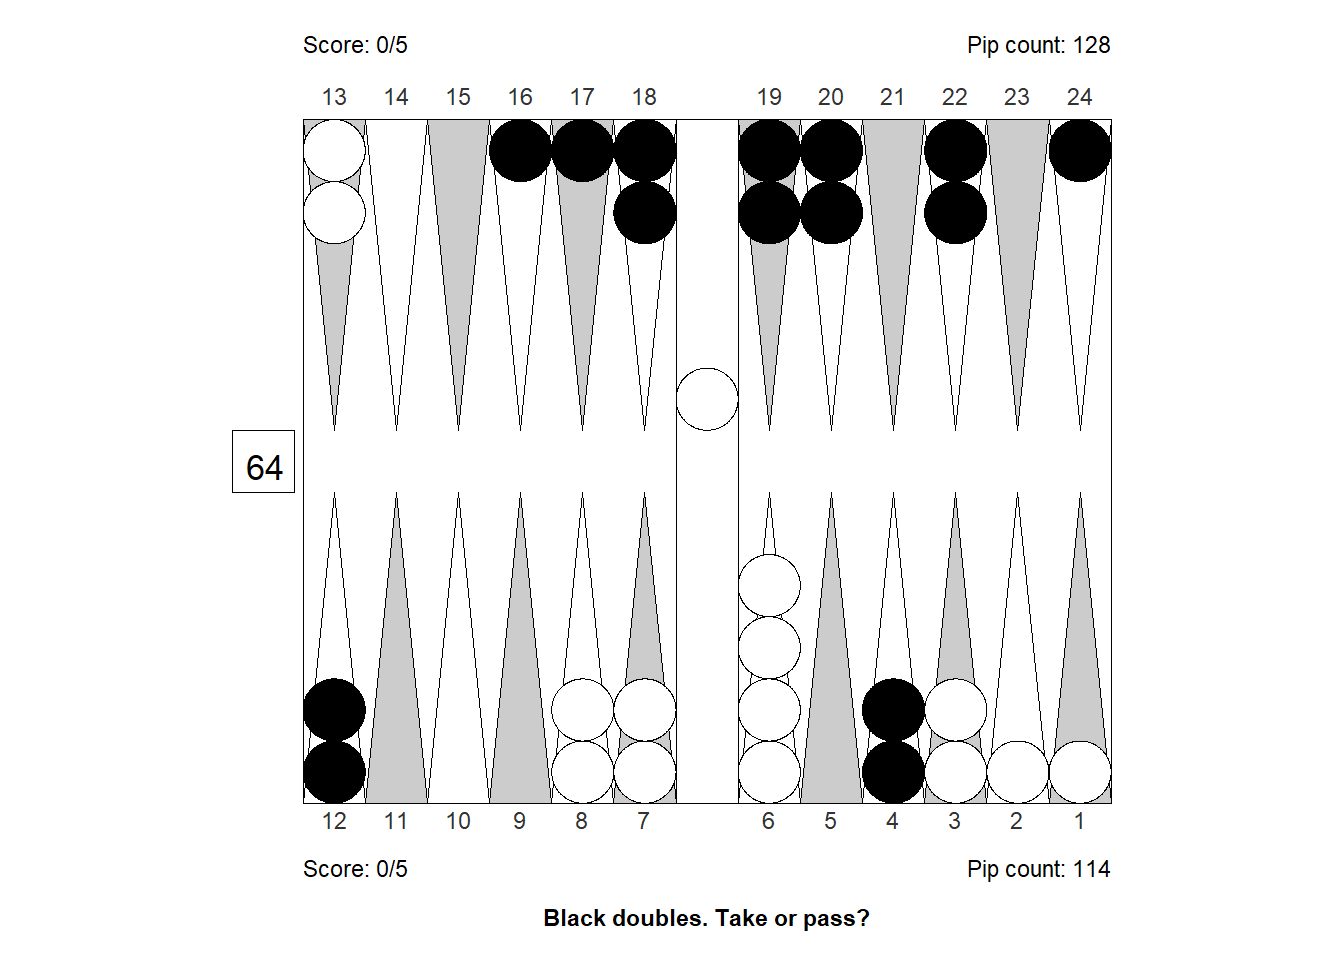 Score: 0/5 Pip count: 128
13 14 15 16 17 18 19 20 21 22 23 24
64
12 11 10 9 8 7 6 5 4 3 2 1
Score: 0/5 Pip count: 114
Black doubles. Take or pass?